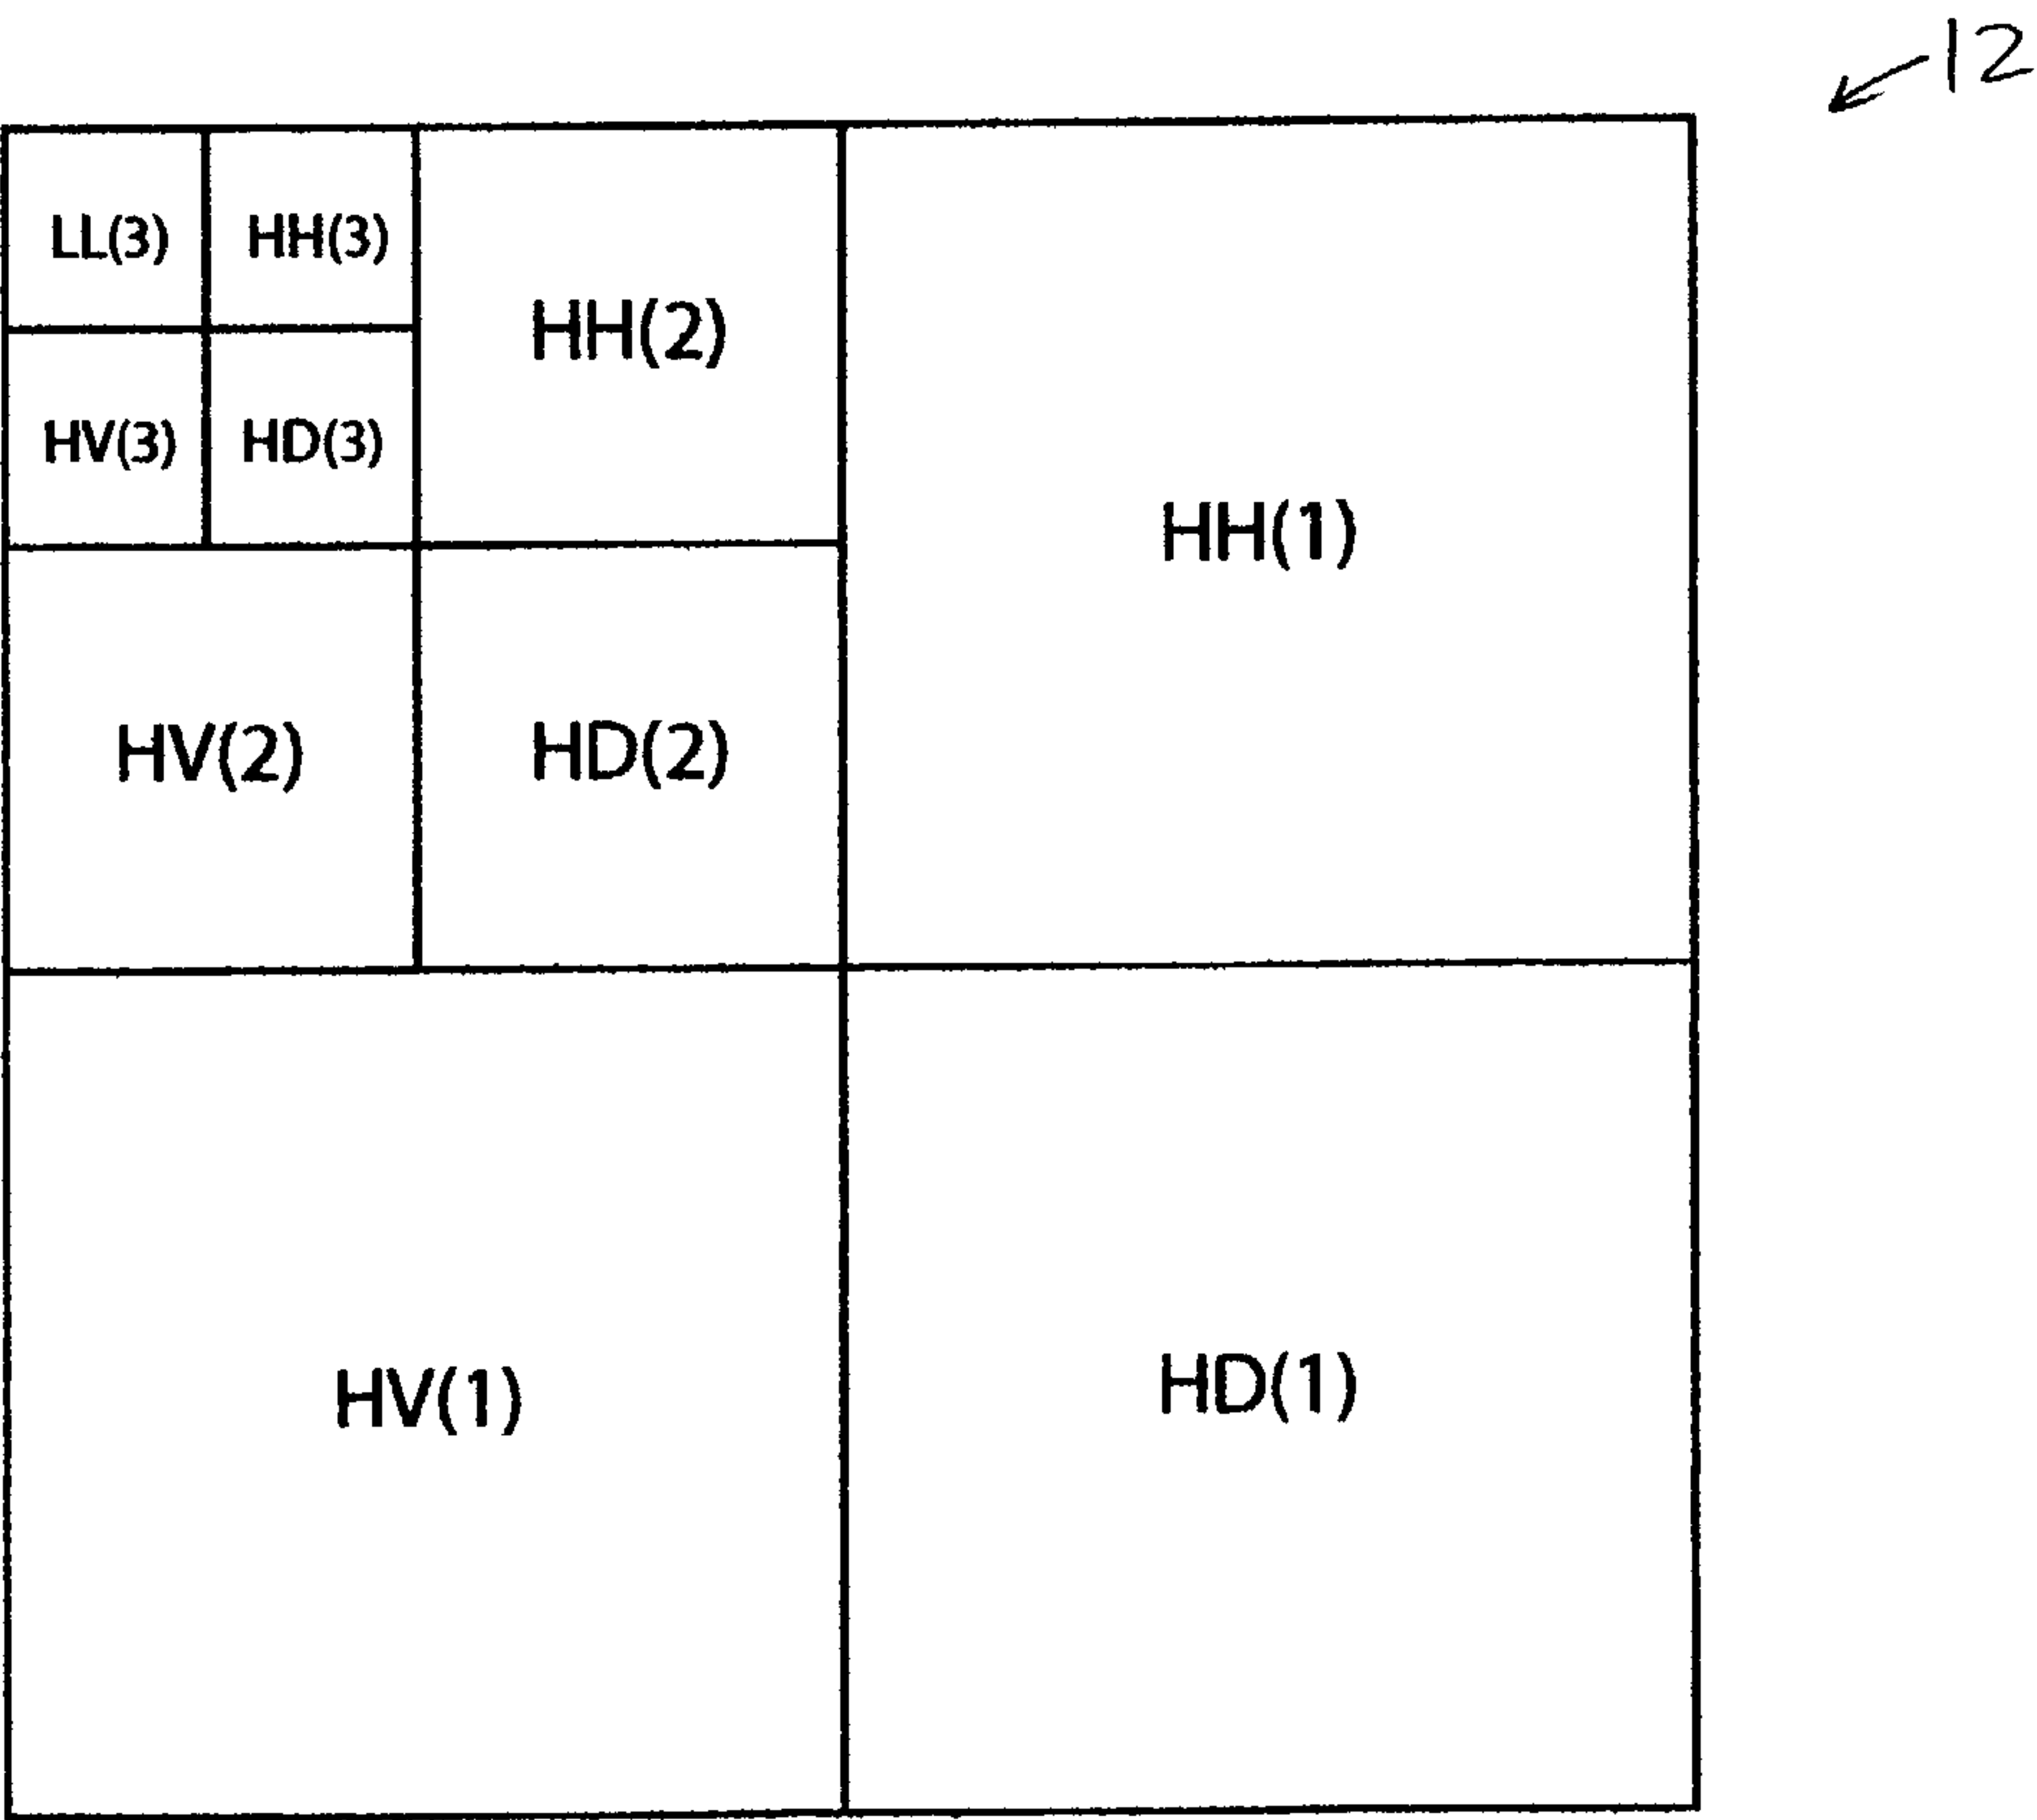 12
LL(3) HH(3)
HH(2)
HV(3) HD(3)
HH(1)
HV(2) HD(2)
HV(1) HD(1)